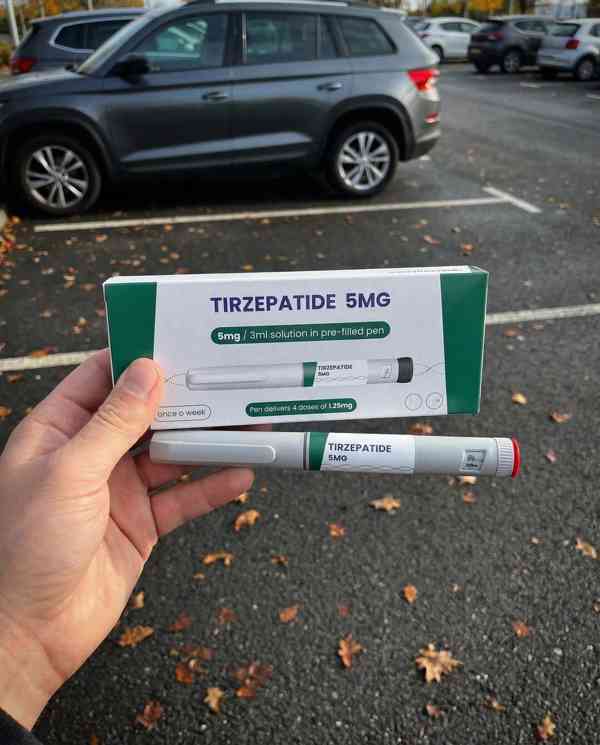 TIRZEPATIDE 5MG
5mg / 3ml solution in pre-filled pen
TIRZEPATIDE
5MG
once a week
Pen delivers 4 doses of 1.25mg
TIRZEPATIDE
5MG